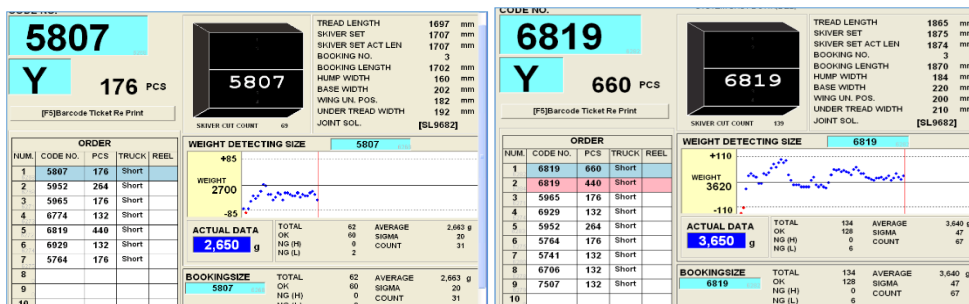 CODE NO.
5807
Y
176 PCS
[F5]Barcode Ticket Re Print
5807
SKIVER CUT COUNT 69
TREAD LENGTH 1697 mm
SKIVER SET 1707 mm
SKIVER SET ACT LEN 1707 mm
BOOKING NO. 3
BOOKING LENGTH 1702 mm
HUMP WIDTH 160 mm
BASE WIDTH 202 mm
WING UN. POS. 182 mm
UNDER TREAD WIDTH 192 mm
JOINT SOL. [SL9682]
ORDER
NUM. CODE NO. PCS TRUCK REEL
1 5807 176 Short
2 5952 264 Short
3 5965 176 Short
4 6774 132 Short
5 6819 440 Short
6 6929 132 Short
7 5764 176 Short
8
9
10
WEIGHT DETECTING SIZE 5807
+85
WEIGHT
2700
-85
ACTUAL DATA
2,650 g
TOTAL 62
OK 60
NG (H) 0
NG (L) 2
AVERAGE 2,663 g
SIGMA 20
COUNT 31
BOOKINGSIZE
5807
TOTAL 62
OK 60
NG (H) 0
AVERAGE 2,663 g
SIGMA 20
COUNT 31
CODE NO.
6819
Y
660 PCS
[F5]Barcode Ticket Re Print
6819
SKIVER CUT COUNT 139
TREAD LENGTH 1865 mm
SKIVER SET 1875 mm
SKIVER SET ACT LEN 1874 mm
BOOKING NO. 3
BOOKING LENGTH 1870 mm
HUMP WIDTH 184 mm
BASE WIDTH 220 mm
WING UN. POS. 200 mm
UNDER TREAD WIDTH 210 mm
JOINT SOL. [SL9682]
ORDER
NUM. CODE NO. PCS TRUCK REEL
1 6819 660 Short
2 6819 440 Short
3 5965 176 Short
4 6929 132 Short
5 5952 264 Short
6 5764 176 Short
7 5741 132 Short
8 6706 132 Short
9 7507 132 Short
10
WEIGHT DETECTING SIZE 6819
+110
WEIGHT
3620
-110
ACTUAL DATA
3,650 g
TOTAL 134
OK 128
NG (H) 0
NG (L) 6
AVERAGE 3,640 g
SIGMA 47
COUNT 67
BOOKINGSIZE
6819
TOTAL 134
OK 128
NG (H) 0
NG (L) 6
AVERAGE 3,640 g
SIGMA 47
COUNT 67